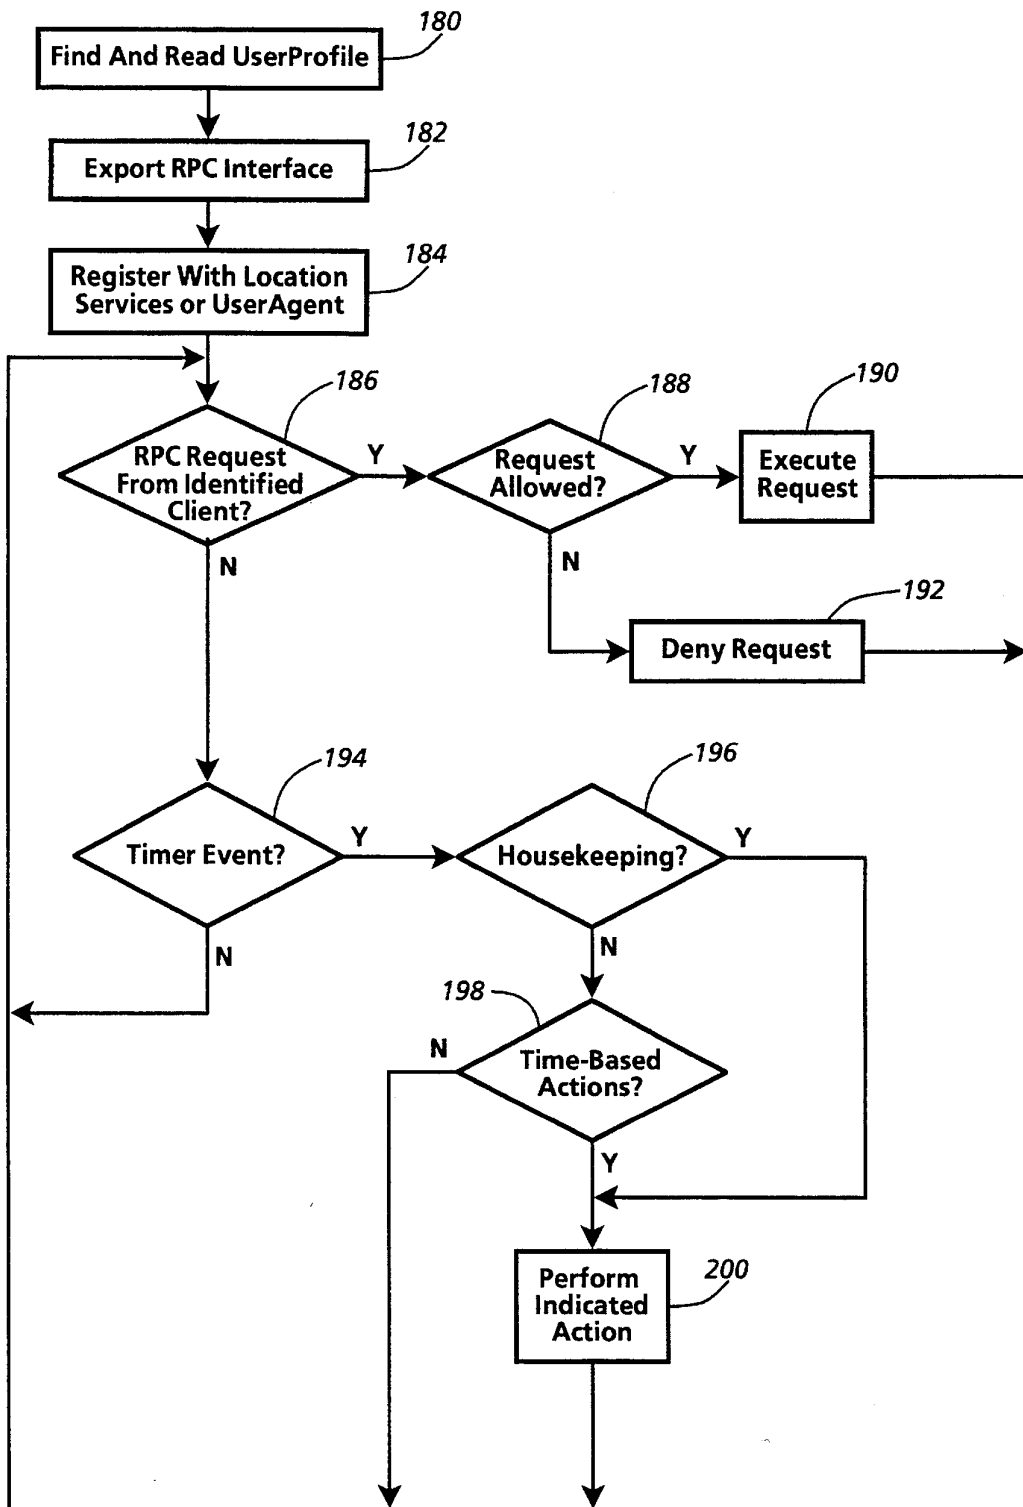 180
Find And Read UserProfile
182
Export RPC Interface
184
Register With Location
Services or UserAgent
186
RPC Request
From Identified
Client?
Y
N
188
Request
Allowed?
Y
N
190
Execute
Request
192
Deny Request
194
Timer Event?
Y
N
196
Housekeeping?
Y
N
198
Time-Based
Actions?
N
Y
200
Perform
Indicated
Action